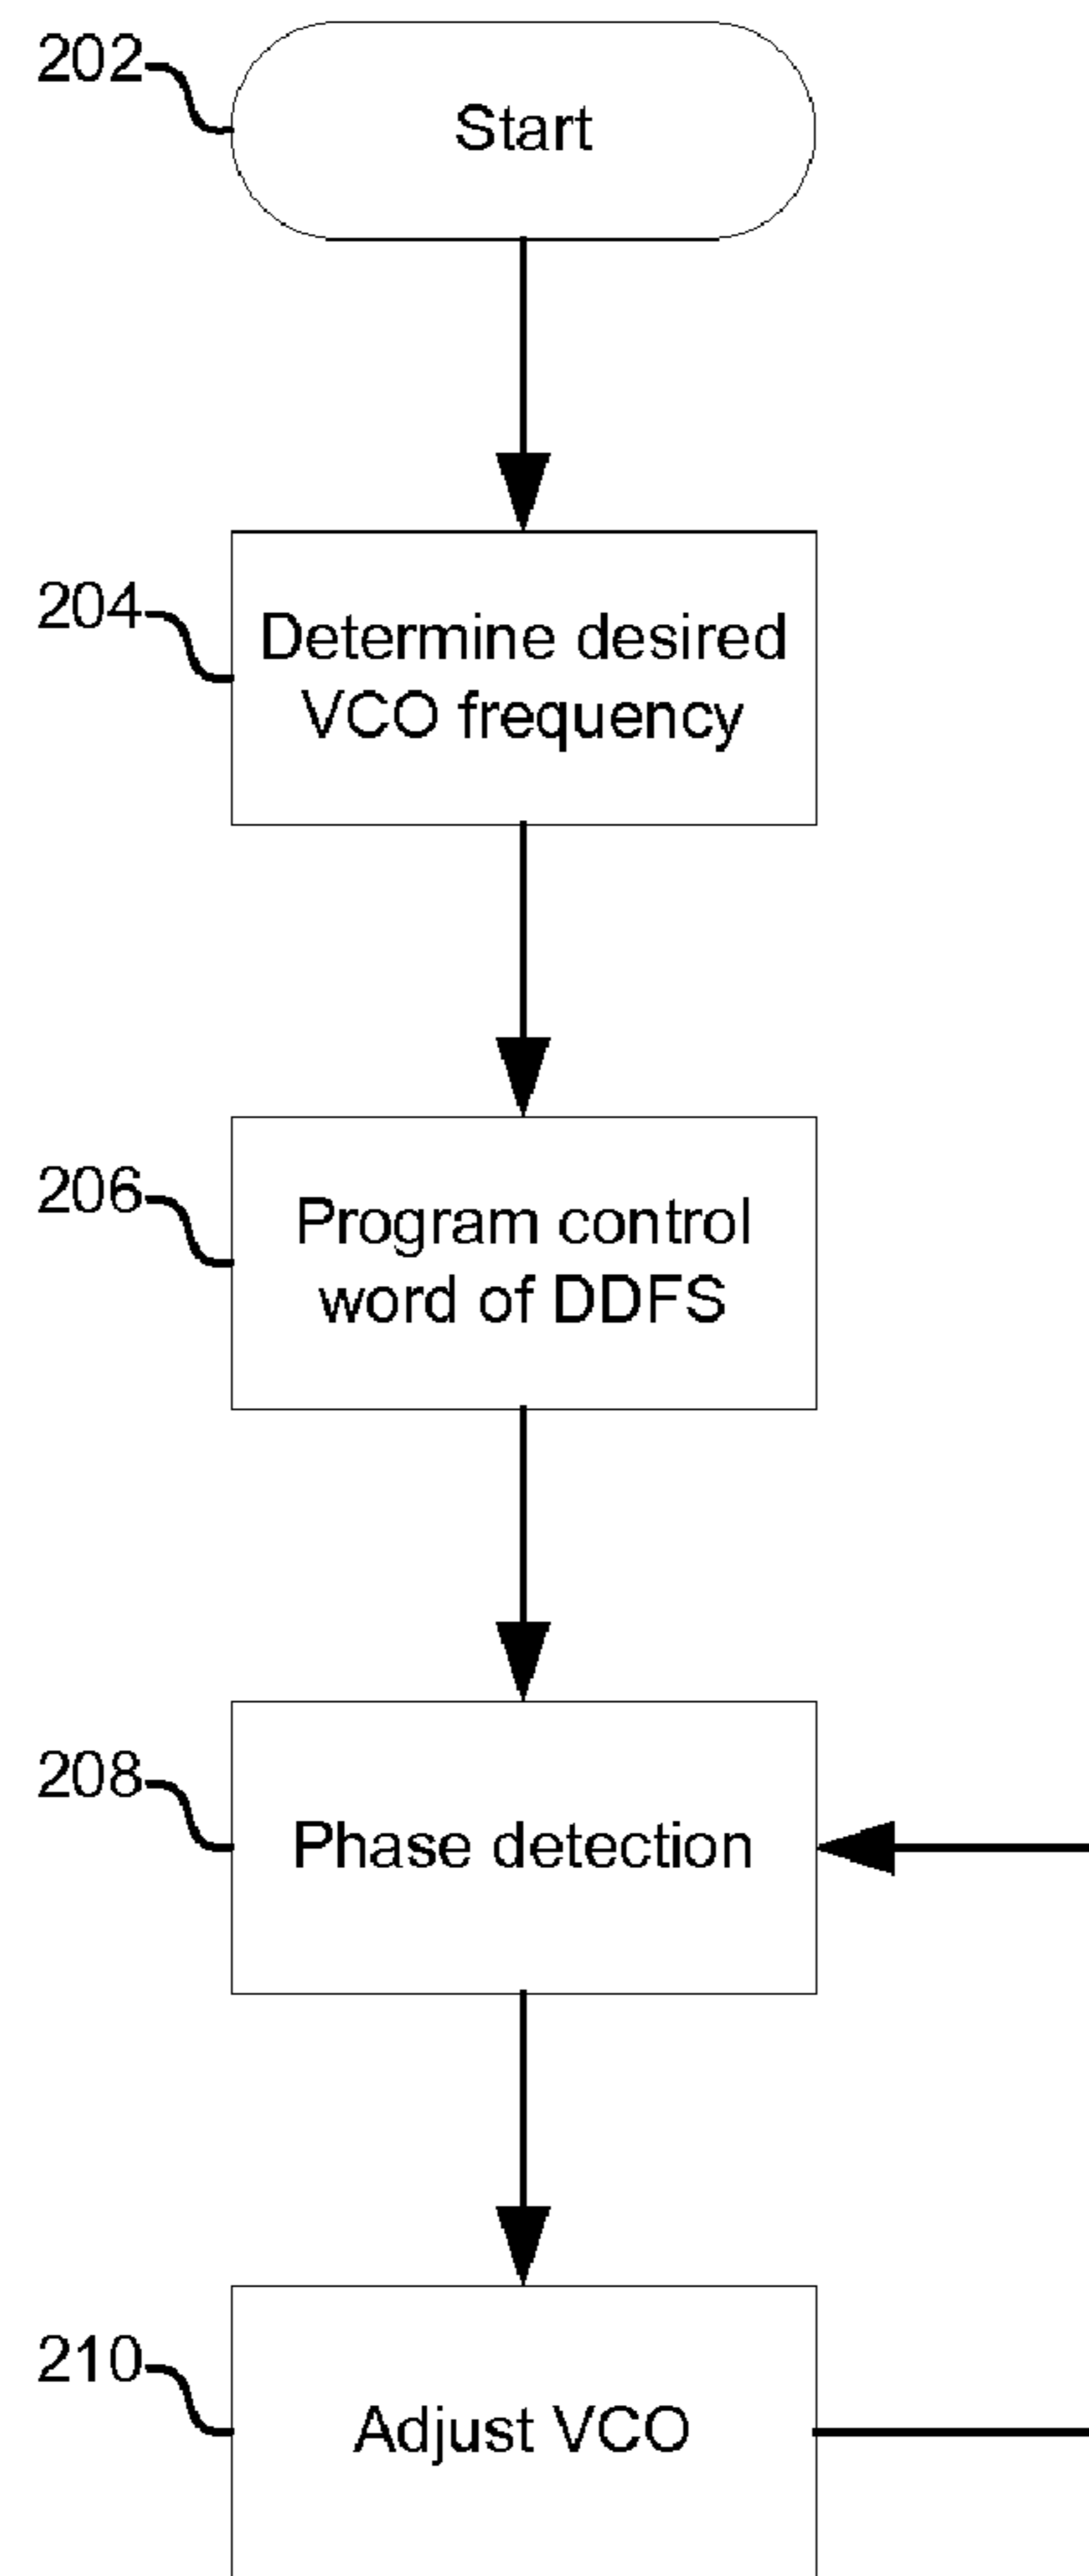 202
Start
204
Determine desired
VCO frequency
206
Program control
word of DDFS
208
Phase detection
210
Adjust VCO